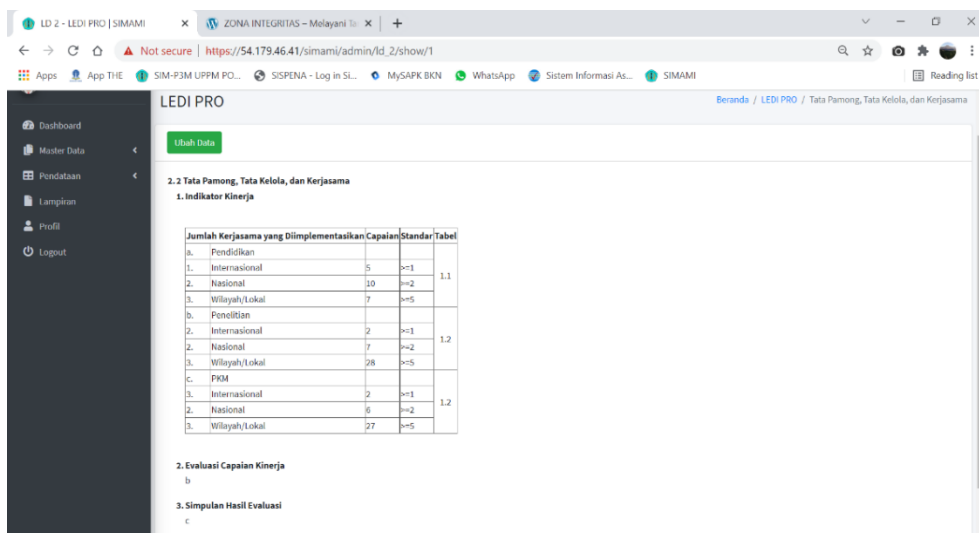 LD 2 - LEDI PRO | SIMAMI
ZONA INTEGRITAS – Melayani Ta
Not secure | https://54.179.46.41/simami/admin/ld_2/show/1
Apps App THE SIM-P3M UPPM PO... SISPENA - Log in Si... MySAPK BKN WhatsApp Sistem Informasi As... SIMAMI Reading list
LEDI PRO
Beranda / LEDI PRO / Tata Pamong, Tata Kelola, dan Kerjasama
Dashboard
Master Data
Pendataan
Lampiran
Profil
Logout
Ubah Data
2. 2 Tata Pamong, Tata Kelola, dan Kerjasama
1. Indikator Kinerja
Jumlah Kerjasama yang Diimplementasikan Capaian Standar Tabel
a. Pendidikan
1. Internasional 5 >=1
1.1
2. Nasional 10 >=2
3. Wilayah/Lokal 7 >=5
b. Penelitian
2. Internasional 2 >=1
1.2
2. Nasional 7 >=2
3. Wilayah/Lokal 28 >=5
c. PKM
3. Internasional 2 >=1
1.2
2. Nasional 6 >=2
3. Wilayah/Lokal 27 >=5
2. Evaluasi Capaian Kinerja
b
3. Simpulan Hasil Evaluasi
c